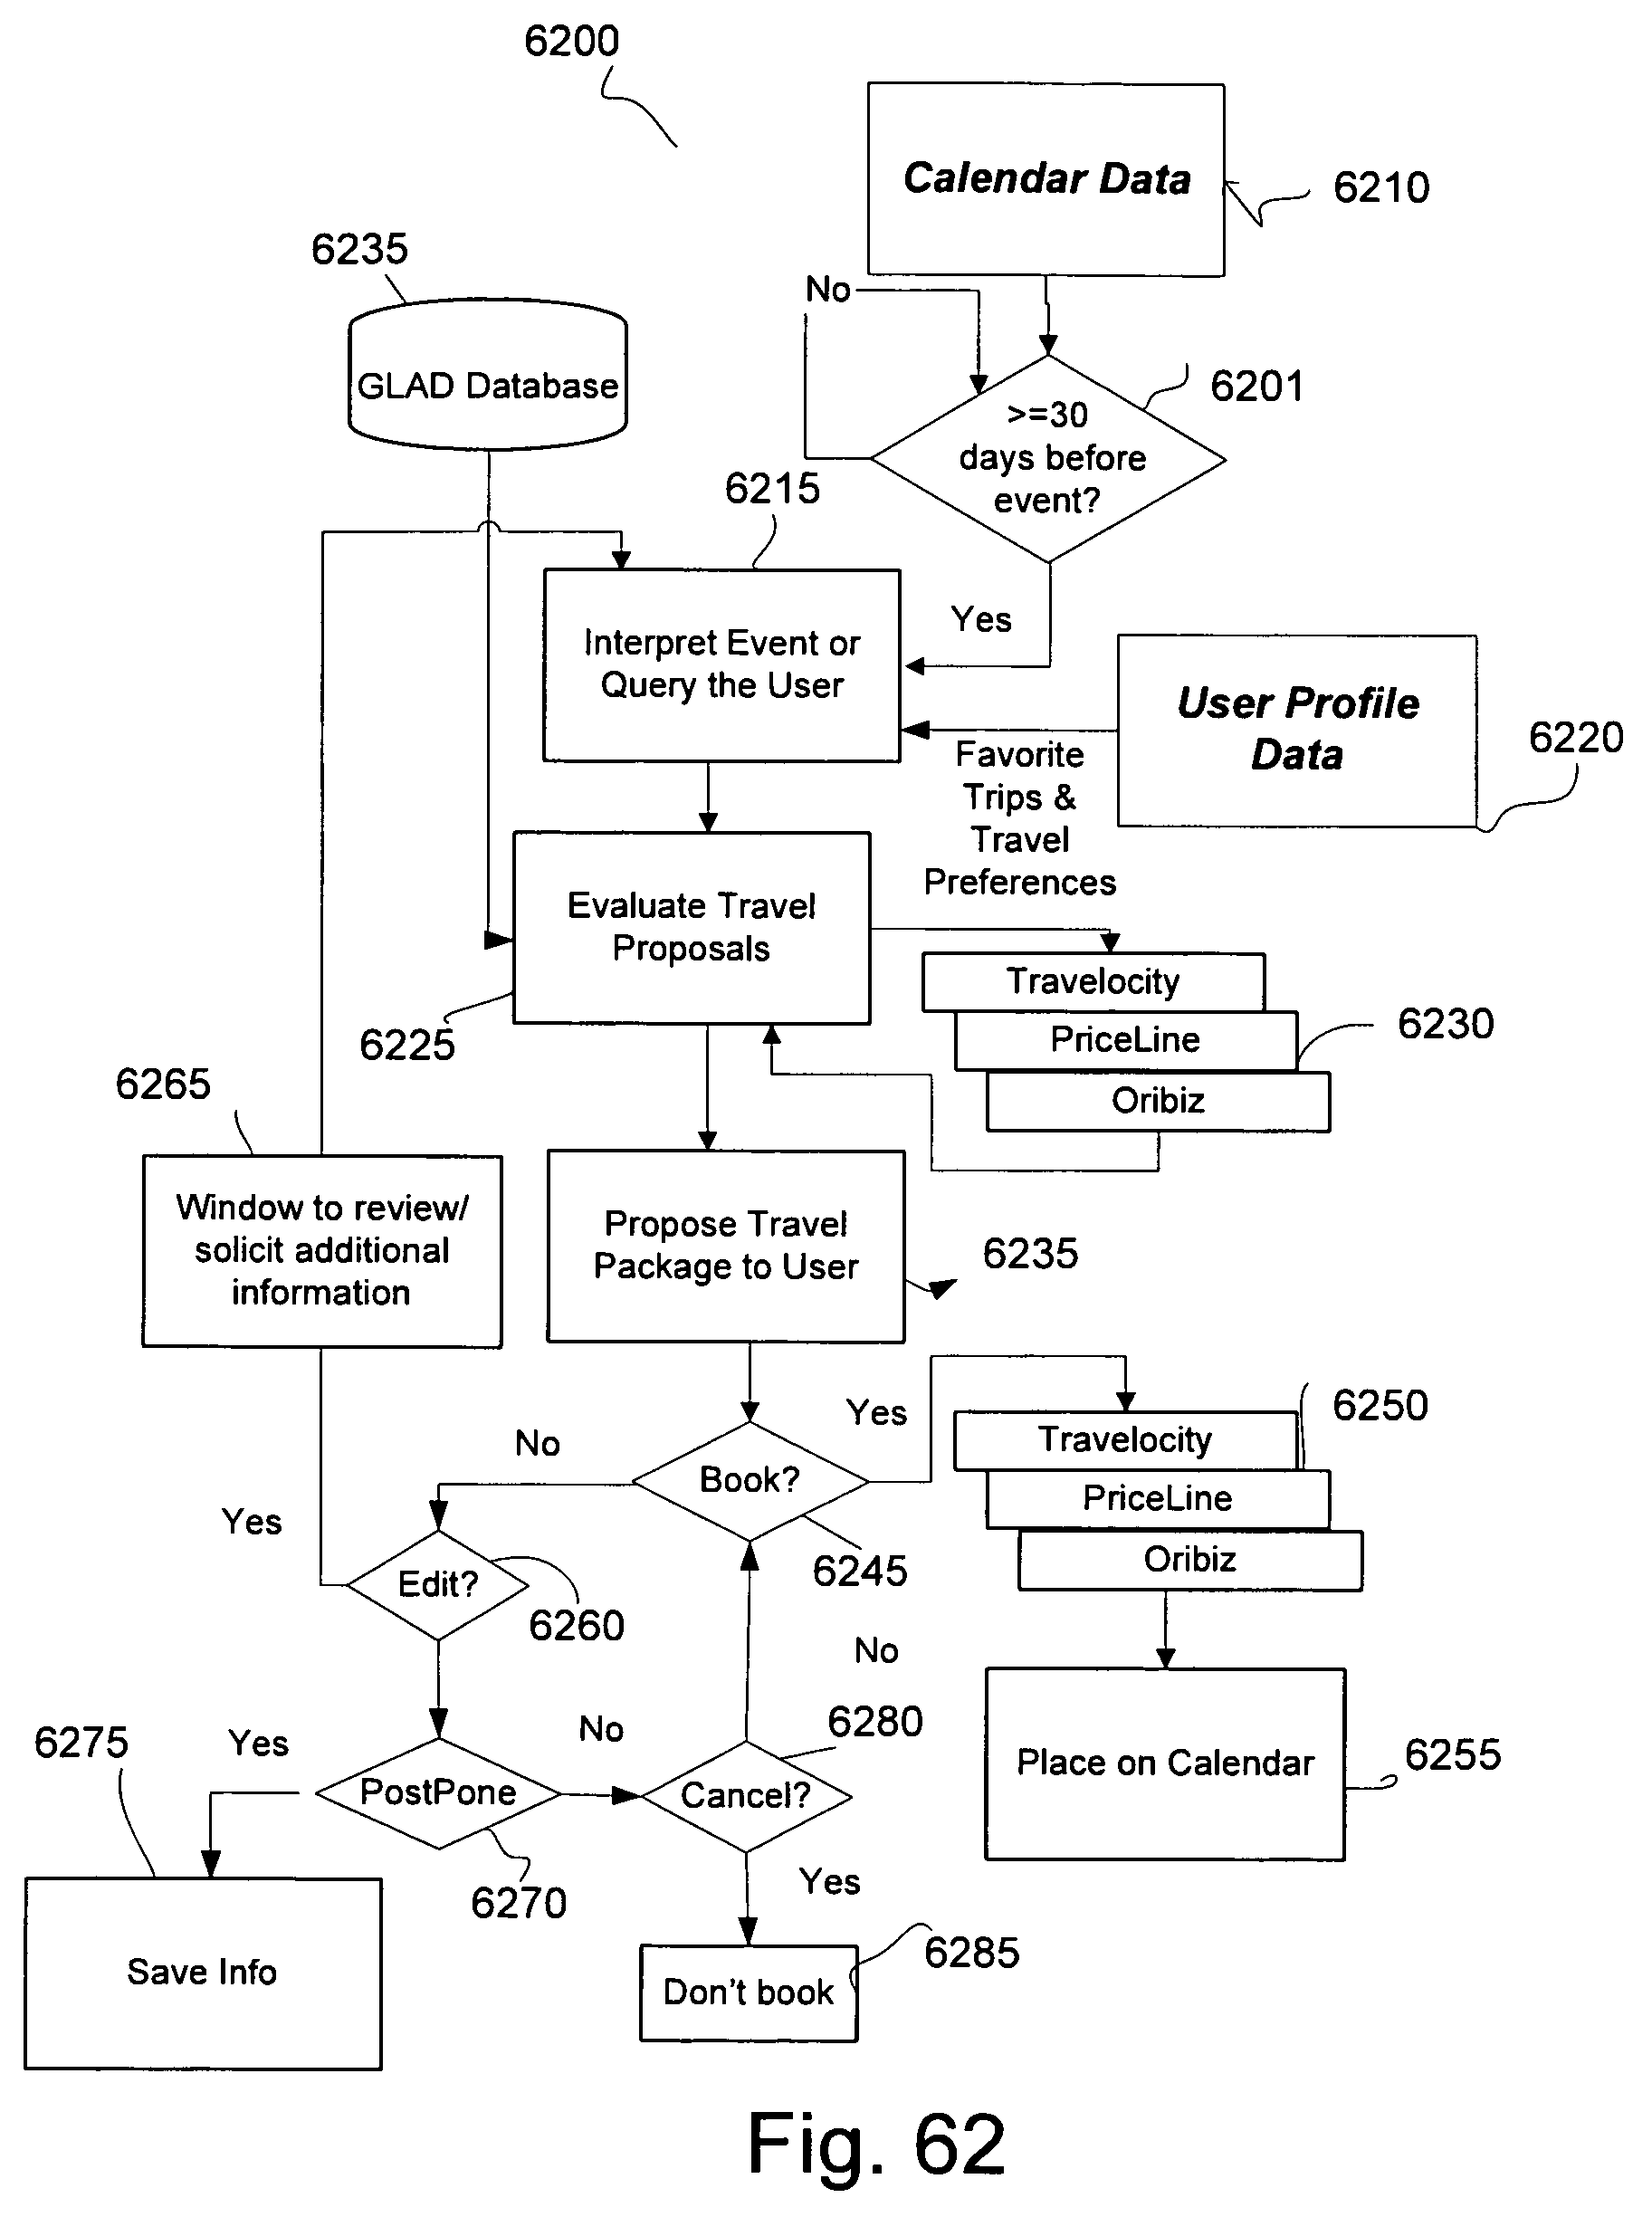 6200
Calendar Data
6210
6235
No
GLAD Database
6201
>=30
days before
event?
6215
Yes
Interpret Event or
Query the User
User Profile
Data
6220
Favorite
Trips &
Travel
Preferences
Evaluate Travel
Proposals
6225
Travelocity
PriceLine
6230
Oribiz
6265
Window to review/
solicit additional
information
Propose Travel
Package to User
6235
Yes
6250
Travelocity
PriceLine
Oribiz
No
Book?
6245
Yes
Edit?
6260
No
6275
Yes
PostPone
6270
No
6280
Cancel?
Place on Calendar
6255
Yes
Save Info
Don't book
6285
Fig. 62